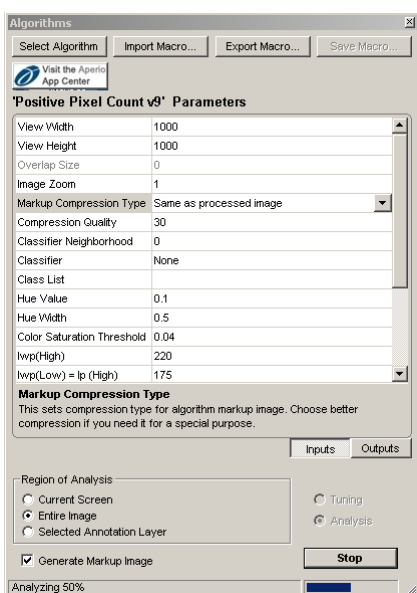 Algorithms
Select Algorithm Import Macro... Export Macro... Save Macro...
Visit the Aperio
App Center
'Positive Pixel Count v9' Parameters
View Width 1000
View Height 1000
Overlap Size 0
Image Zoom 1
Markup Compression Type Same as processed image
Compression Quality 30
Classifier Neighborhood 0
Classifier None
Class List
Hue Value 0.1
Hue Width 0.5
Color Saturation Threshold 0.04
Iwp(High) 220
Iwp(Low) = Ip (High) 175
Markup Compression Type
This sets compression type for algorithm markup image. Choose better
compression if you need it for a special purpose.
Inputs Outputs
Region of Analysis
Current Screen
Entire Image
Selected Annotation Layer
Tuning
Analysis
Generate Markup Image
Stop
Analyzing 50%